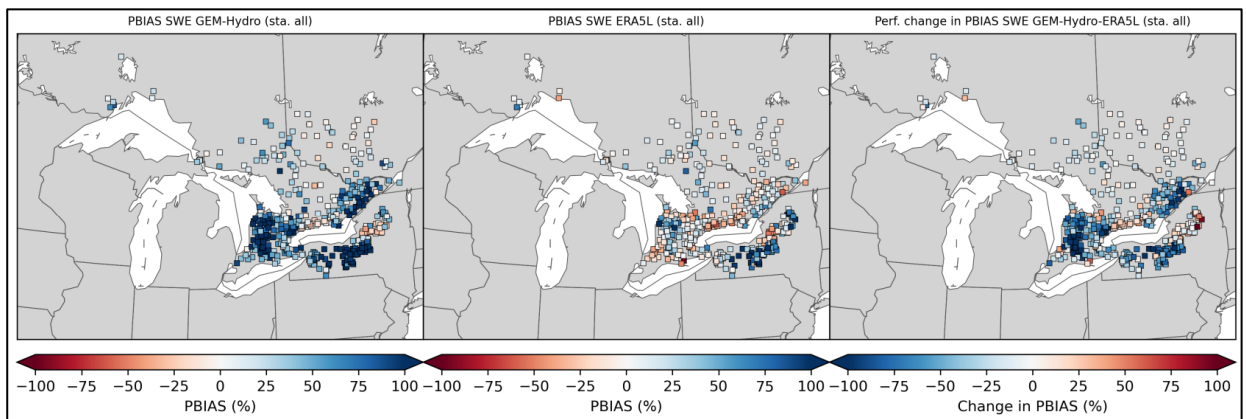 PBIAS SWE GEM-Hydro (sta. all)
PBIAS SWE ERA5L (sta. all)
Perf. change in PBIAS SWE GEM-Hydro-ERA5L (sta. all)
−100 −75 −50 −25 0 25 50 75 100
PBIAS (%)
−100 −75 −50 −25 0 25 50 75 100
PBIAS (%)
−100 −75 −50 −25 0 25 50 75 100
Change in PBIAS (%)